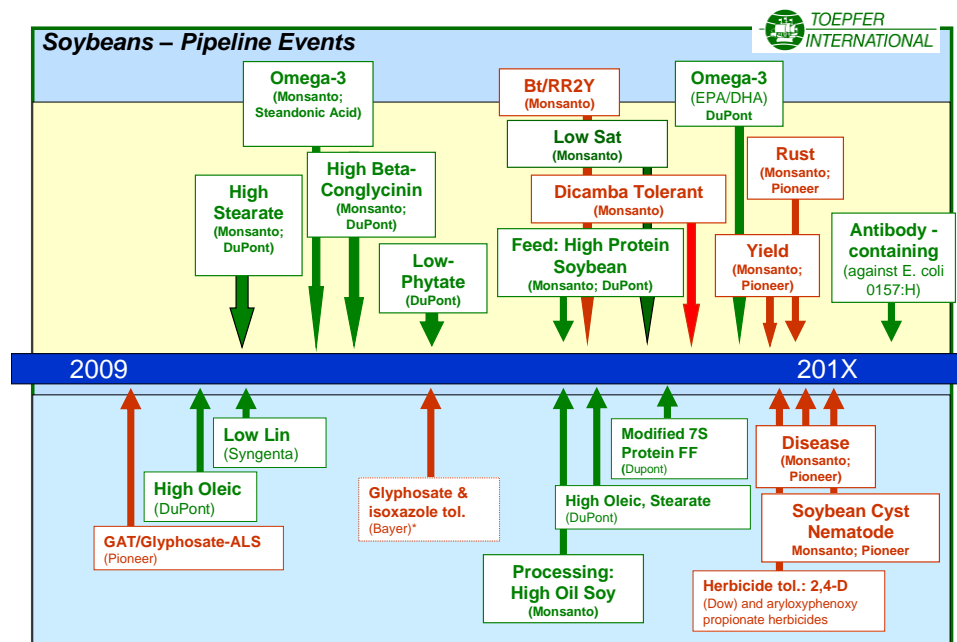 Soybeans – Pipeline Events
TOEPFER
INTERNATIONAL
Omega-3
(Monsanto;
Steandonic Acid)
Bt/RR2Y
(Monsanto)
Omega-3
(EPA/DHA)
DuPont
Low Sat
(Monsanto)
Rust
(Monsanto;
Pioneer
High Beta-
Conglycinin
(Monsanto;
DuPont)
High
Stearate
(Monsanto;
DuPont)
Dicamba Tolerant
(Monsanto)
Antibody -
containing
(against E. coli
0157:H)
Feed: High Protein
Soybean
(Monsanto; DuPont)
Yield
(Monsanto;
Pioneer)
Low-
Phytate
(DuPont)
2009
201X
Low Lin
(Syngenta)
Modified 7S
Protein FF
(Dupont)
Disease
(Monsanto;
Pioneer)
High Oleic
(DuPont)
Glyphosate &
isoxazole tol.
(Bayer)*
High Oleic, Stearate
(DuPont)
Soybean Cyst
Nematode
Monsanto; Pioneer
GAT/Glyphosate-ALS
(Pioneer)
Processing:
High Oil Soy
(Monsanto)
Herbicide tol.: 2,4-D
(Dow) and aryloxyphenoxy
propionate herbicides